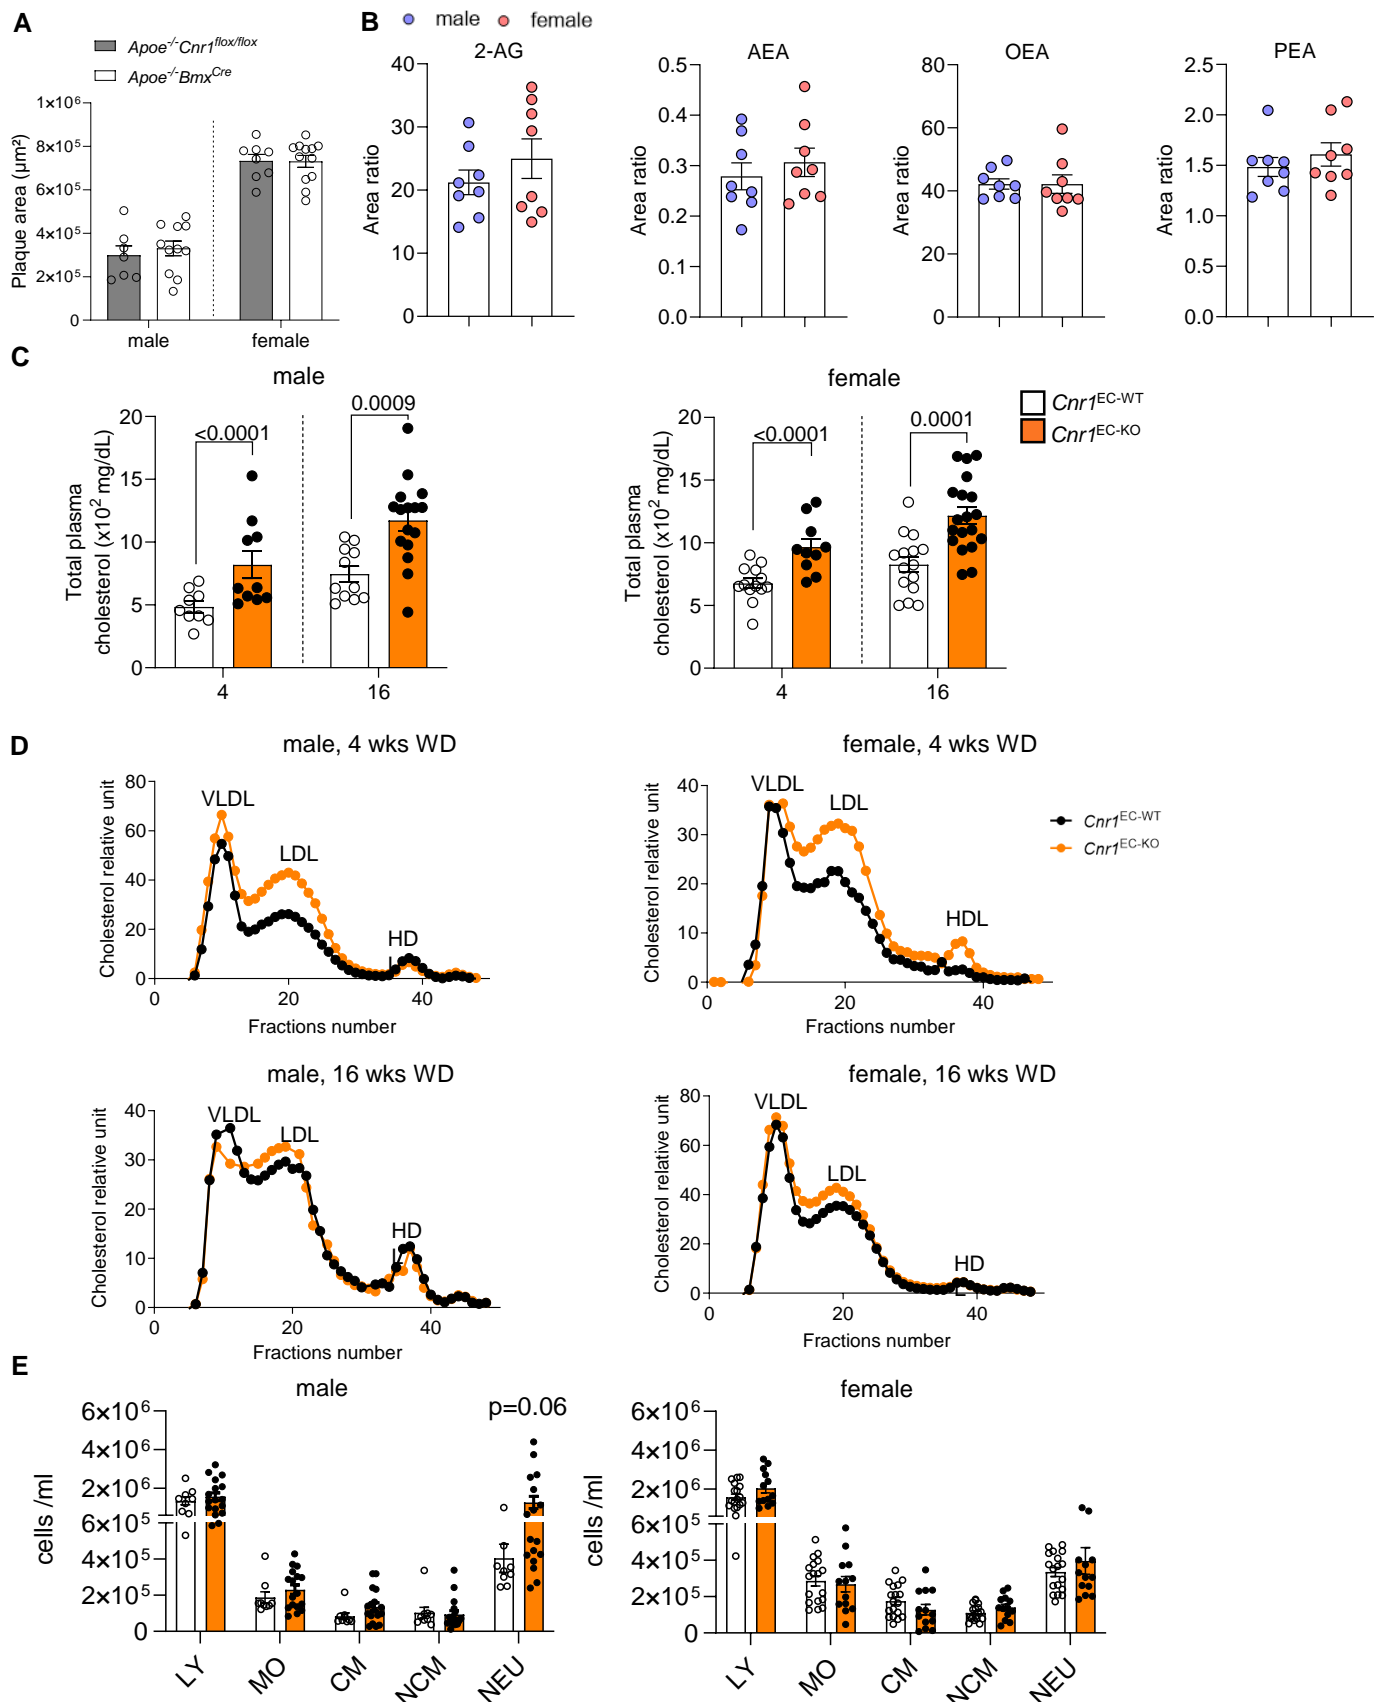 A
Apoe-/-Cnr1flox/flox
Apoe-/-BmxCre
Plaque area (µm²)
1×10⁶
8×10⁵
6×10⁵
4×10⁵
2×10⁵
0
male female
B
male female
2-AG
Area ratio
40
30
20
10
0
AEA
Area ratio
0.5
0.4
0.3
0.2
0.1
0.0
OEA
Area ratio
80
60
40
20
0
PEA
Area ratio
2.5
2.0
1.5
1.0
0.5
0.0
C
male
Total plasma
cholesterol (x10² mg/dL)
20
15
10
5
0
<0.0001
0.0009
4 16
female
Total plasma
cholesterol (x10² mg/dL)
20
15
10
5
0
<0.0001
0.0001
4 16
Cnr1EC-WT
Cnr1EC-KO
D
male, 4 wks WD
Cholesterol relative unit
80
60
40
20
0
VLDL
LDL
HD
0 20 40
Fractions number
female, 4 wks WD
Cholesterol relative unit
40
30
20
10
0
VLDL
LDL
HDL
0 20 40
Fractions number
Cnr1EC-WT
Cnr1EC-KO
male, 16 wks WD
Cholesterol relative unit
40
30
20
10
0
VLDL
LDL
HD
0 20 40
Fractions number
female, 16 wks WD
Cholesterol relative unit
80
60
40
20
0
VLDL
LDL
HD
0 20 40
Fractions number
E
male
p=0.06
cells /ml
6×10⁶
4×10⁶
2×10⁶
6×10⁵
4×10⁵
2×10⁵
0
LY MO CM NCM NEU
female
cells /ml
6×10⁶
4×10⁶
2×10⁶
6×10⁵
4×10⁵
2×10⁵
0
LY MO CM NCM NEU